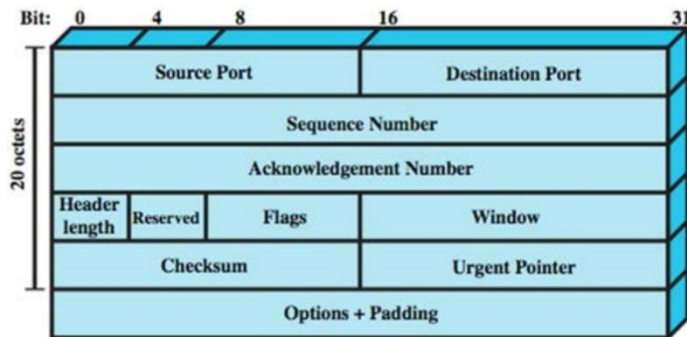 Bit: 0 4 8 16 31
Source Port Destination Port
Sequence Number
20 octets
Acknowledgement Number
Header length Reserved Flags Window
Checksum Urgent Pointer
Options + Padding